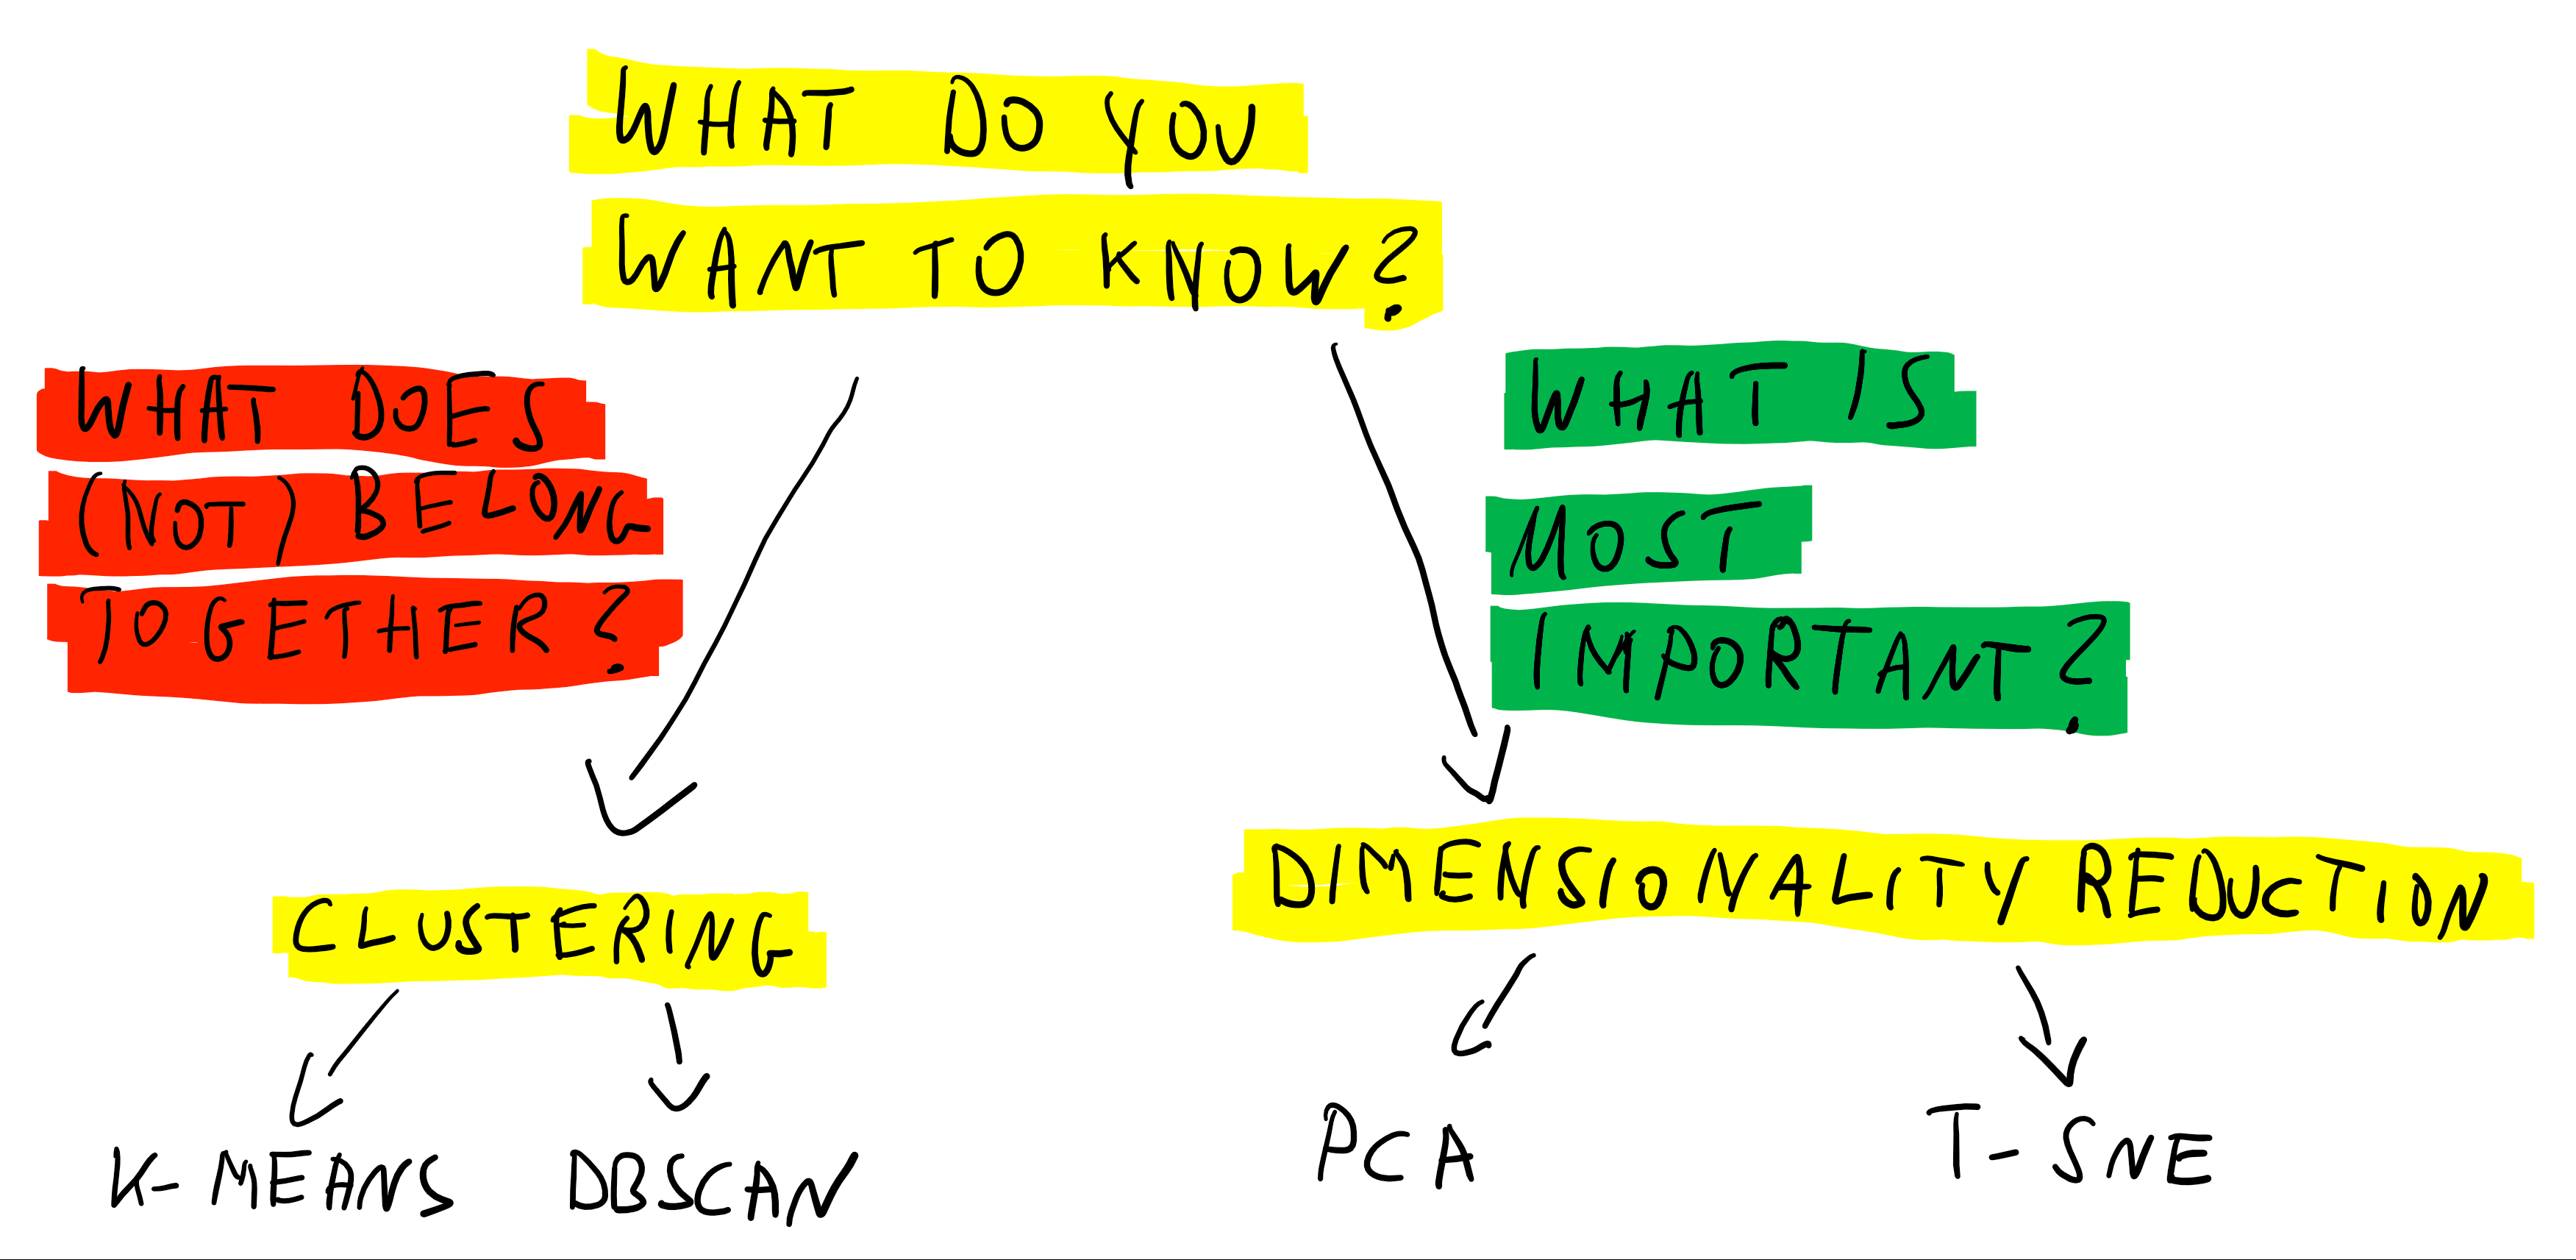 WHAT DO YOU
WANT TO KNOW?
WHAT DOES
(NOT) BELONG
TOGETHER?
WHAT IS
MOST
IMPORTANT?
CLUSTERING
DIMENSIONALITY REDUCTION
K-MEANS
DBSCAN
PCA
T-SNE